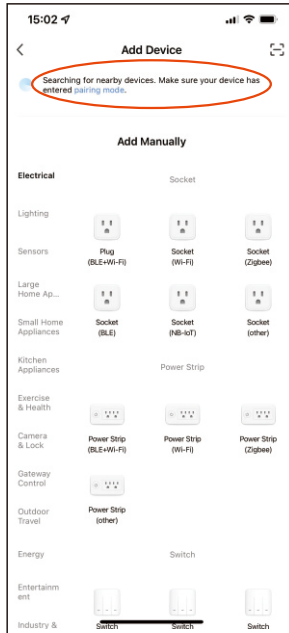 15:02
Add Device
Searching for nearby devices. Make sure your device has
entered pairing mode.
Add Manually
Electrical
Socket
Lighting
Plug
(BLE+Wi-Fi)
Socket
(Wi-Fi)
Socket
(Zigbee)
Sensors
Large
Home Ap...
Socket
(BLE)
Socket
(NB-IoT)
Socket
(other)
Small Home
Appliances
Kitchen
Appliances
Power Strip
Exercise
& Health
Power Strip
(BLE+Wi-Fi)
Power Strip
(Wi-Fi)
Power Strip
(Zigbee)
Camera
& Lock
Gateway
Control
Power Strip
(other)
Outdoor
Travel
Energy
Switch
Entertainm
ent
Industry &
Switch
Switch
Switch